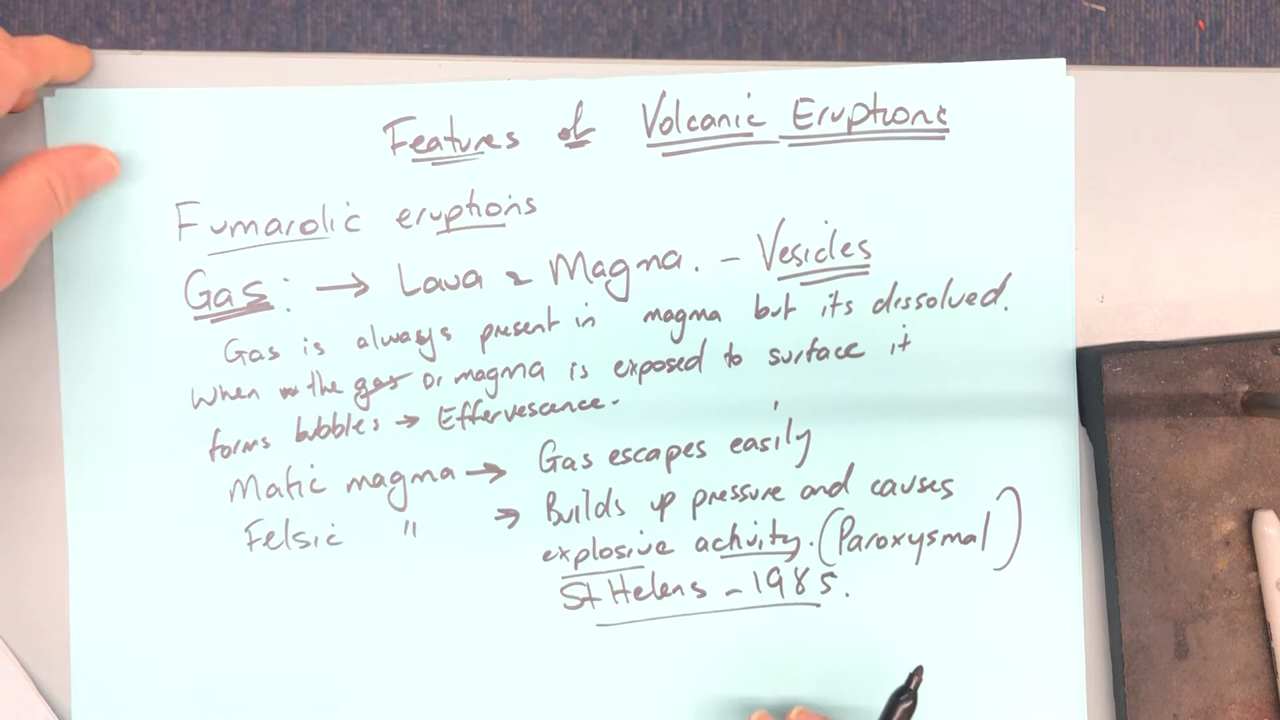 Features of Volcanic Eruptions
Fumarolic eruptions
Gas: → Lava & Magma. - Vesicles
Gas is always present in magma but its dissolved.
When the gas or magma is exposed to surface it
forms bubbles → Effervescance.
Mafic magma → Gas escapes easily
Felsic " → Builds up pressure and causes
explosive activity. (Paroxysmal)
St Helens - 1985.